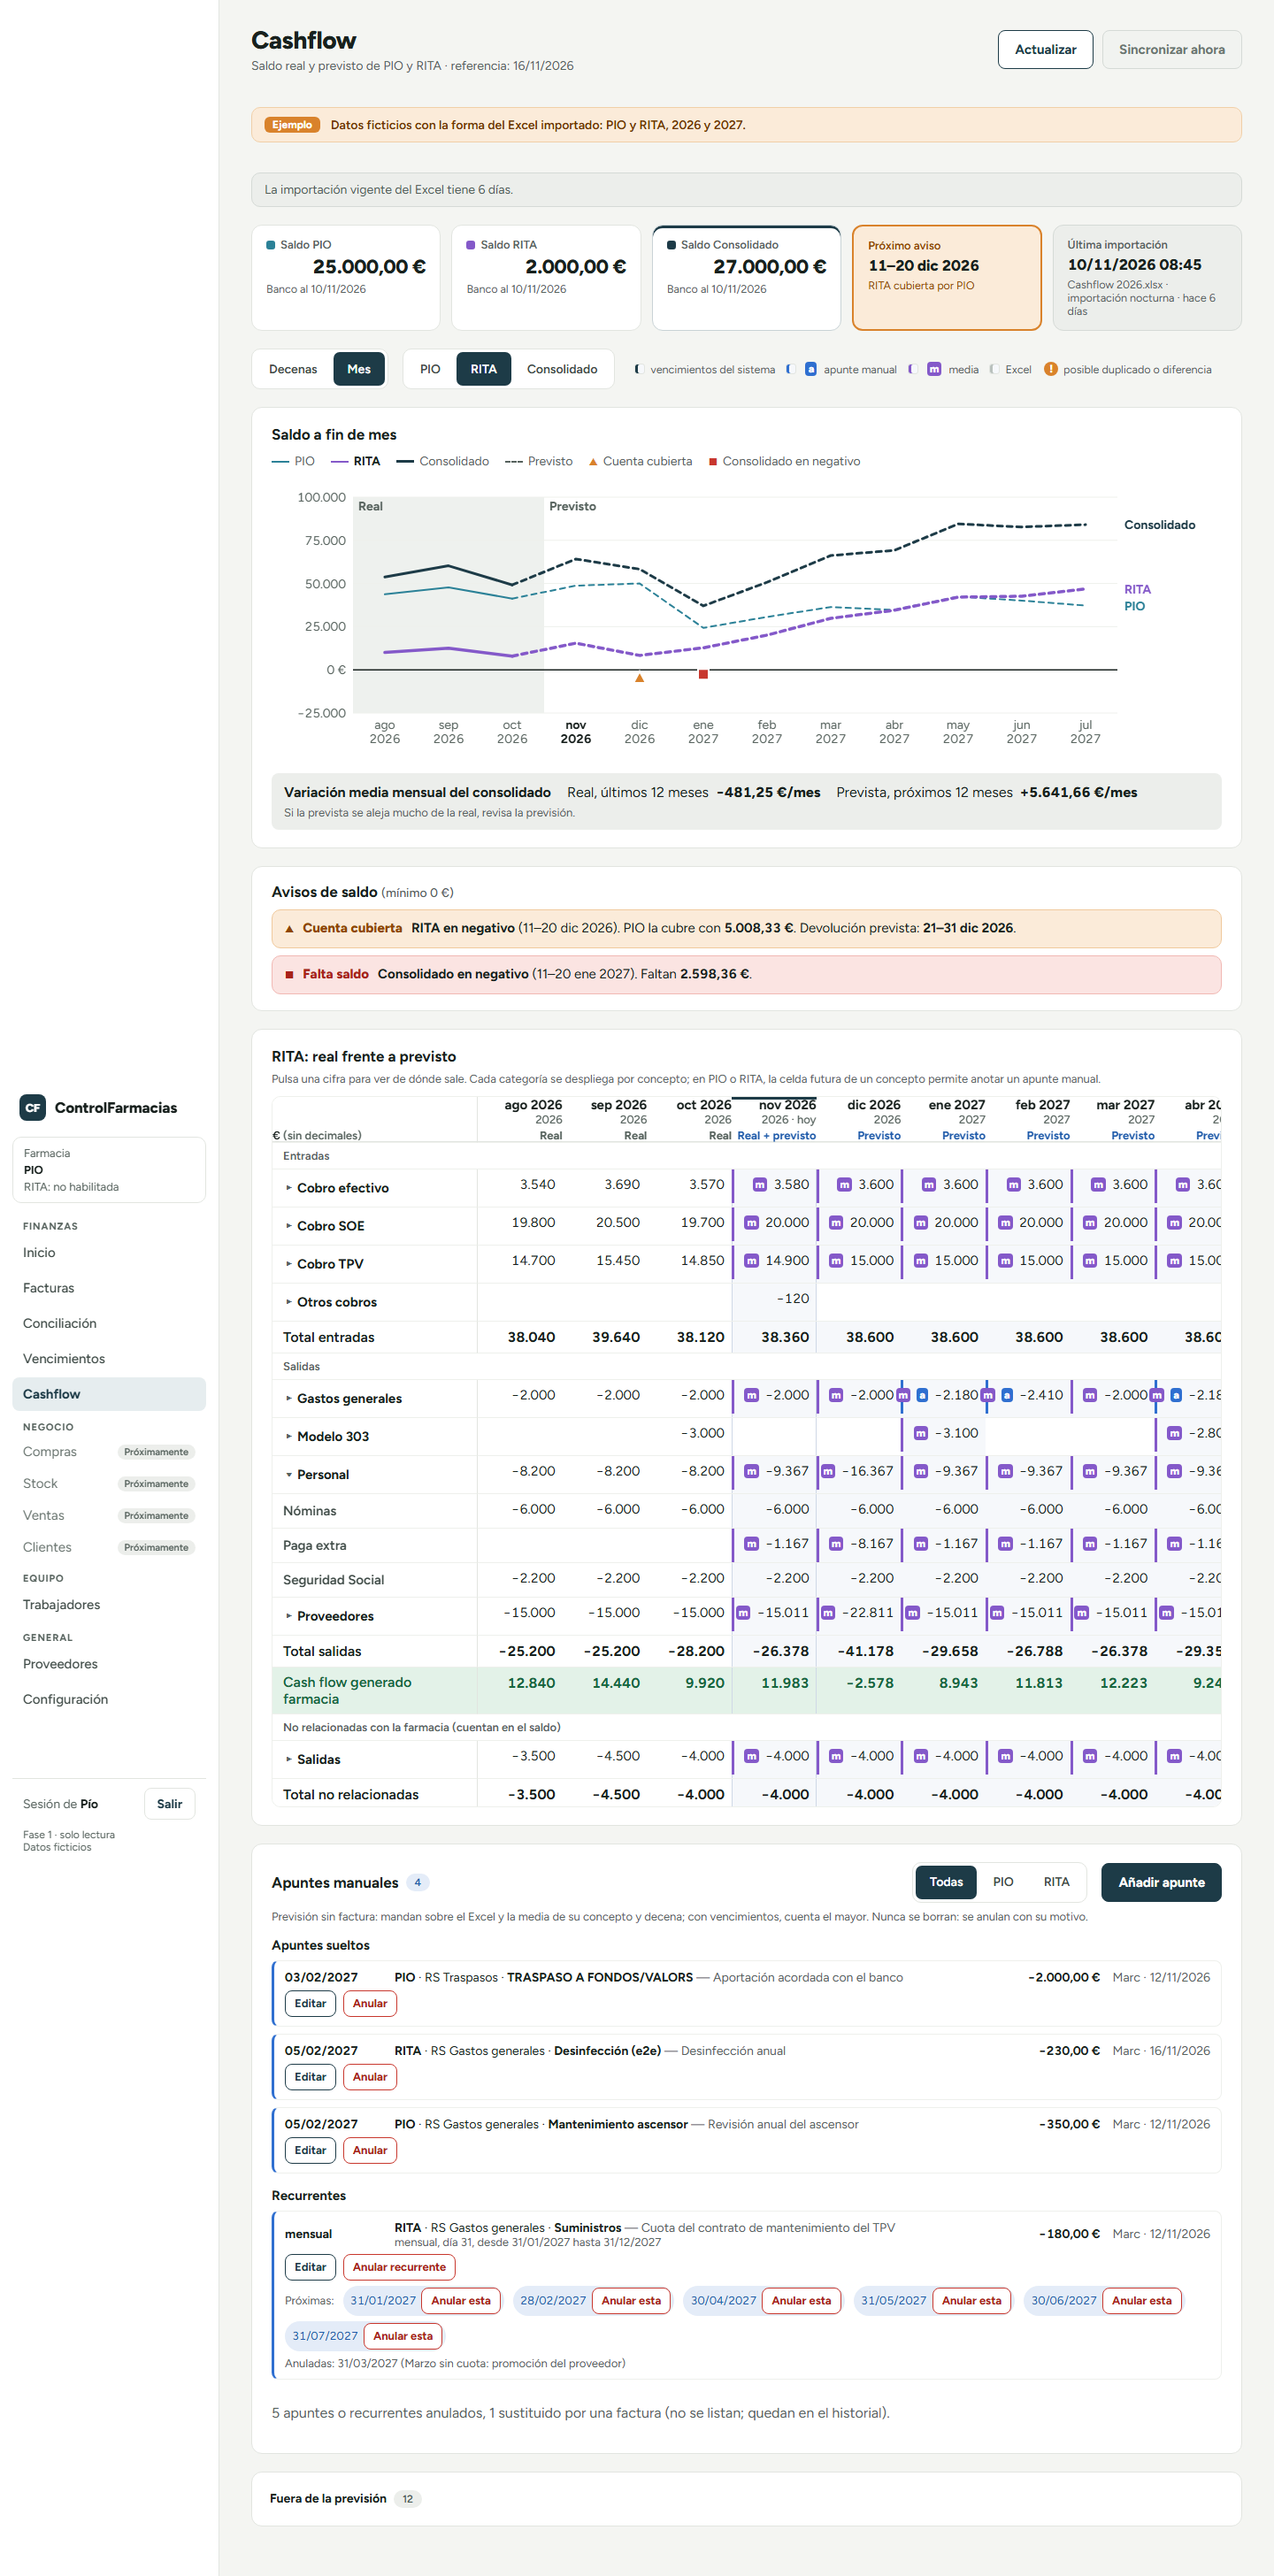 Cashflow
Saldo real y previsto de PIO y RITA · referencia: 16/11/2026
Actualizar
Sincronizar ahora
Ejemplo Datos ficticios con la forma del Excel importado: PIO y RITA, 2026 y 2027.
La importación vigente del Excel tiene 6 días.
Saldo PIO
25.000,00 €
Banco al 10/11/2026
Saldo RITA
2.000,00 €
Banco al 10/11/2026
Saldo Consolidado
27.000,00 €
Banco al 10/11/2026
Próximo aviso
11–20 dic 2026
RITA cubierta por PIO
Última importación
10/11/2026 08:45
Cashflow 2026.xlsx ·
importación nocturna · hace 6
días
Decenas Mes
PIO RITA Consolidado
vencimientos del sistema a apunte manual m media Excel ! posible duplicado o diferencia
Saldo a fin de mes
PIO RITA Consolidado Previsto Cuenta cubierta Consolidado en negativo
100.000
75.000
50.000
25.000
0 €
-25.000
Real
Previsto
Consolidado
RITA
PIO
ago sep oct nov dic ene feb mar abr may jun jul
2026 2026 2026 2026 2026 2027 2027 2027 2027 2027 2027 2027
Variación media mensual del consolidado Real, últimos 12 meses -481,25 €/mes Prevista, próximos 12 meses +5.641,66 €/mes
Si la prevista se aleja mucho de la real, revisa la previsión.
Avisos de saldo (mínimo 0 €)
Cuenta cubierta RITA en negativo (11–20 dic 2026). PIO la cubre con 5.008,33 €. Devolución prevista: 21–31 dic 2026.
Falta saldo Consolidado en negativo (11–20 ene 2027). Faltan 2.598,36 €.
RITA: real frente a previsto
Pulsa una cifra para ver de dónde sale. Cada categoría se despliega por concepto; en PIO o RITA, la celda futura de un concepto permite anotar un apunte manual.
ago 2026 sep 2026 oct 2026 nov 2026 dic 2026 ene 2027 feb 2027 mar 2027 abr 20
2026 2026 2026 2026 · hoy 2026 2027 2027 2027 2
€ (sin decimales) Real Real Real Real + previsto Previsto Previsto Previsto Previsto Previ
Entradas
Cobro efectivo 3.540 3.690 3.570 m 3.580 m 3.600 m 3.600 m 3.600 m 3.600 m 3.60
Cobro SOE 19.800 20.500 19.700 m 20.000 m 20.000 m 20.000 m 20.000 m 20.000 m 20.00
Cobro TPV 14.700 15.450 14.850 m 14.900 m 15.000 m 15.000 m 15.000 m 15.000 m 15.00
Otros cobros -120
Total entradas 38.040 39.640 38.120 38.360 38.600 38.600 38.600 38.600 38.60
Salidas
Gastos generales -2.000 -2.000 -2.000 m -2.000 m -2.000 m a -2.180 m a -2.410 m -2.000 m a -2.18
Modelo 303 -3.000 m -3.100 m -2.80
Personal -8.200 -8.200 -8.200 m -9.367 m -16.367 m -9.367 m -9.367 m -9.367 m -9.36
Nóminas -6.000 -6.000 -6.000 -6.000 -6.000 -6.000 -6.000 -6.000 -6.00
Paga extra m -1.167 m -8.167 m -1.167 m -1.167 m -1.167 m -1.16
Seguridad Social -2.200 -2.200 -2.200 -2.200 -2.200 -2.200 -2.200 -2.200 -2.20
Proveedores -15.000 -15.000 -15.000 m -15.011 m -22.811 m -15.011 m -15.011 m -15.011 m -15.01
Total salidas -25.200 -25.200 -28.200 -26.378 -41.178 -29.658 -26.788 -26.378 -29.35
Cash flow generado farmacia 12.840 14.440 9.920 11.983 -2.578 8.943 11.813 12.223 9.24
No relacionadas con la farmacia (cuentan en el saldo)
Salidas -3.500 -4.500 -4.000 m -4.000 m -4.000 m -4.000 m -4.000 m -4.000 m -4.00
Total no relacionadas -3.500 -4.500 -4.000 -4.000 -4.000 -4.000 -4.000 -4.000 -4.00
CF ControlFarmacias
Farmacia
PIO
RITA: no habilitada
FINANZAS
Inicio
Facturas
Conciliación
Vencimientos
Cashflow
NEGOCIO
Compras Próximamente
Stock Próximamente
Ventas Próximamente
Clientes Próximamente
EQUIPO
Trabajadores
GENERAL
Proveedores
Configuración
Sesión de Pío Salir
Fase 1 · solo lectura
Datos ficticios
Apuntes manuales 4
Todas PIO RITA
Añadir apunte
Previsión sin factura: mandan sobre el Excel y la media de su concepto y decena; con vencimientos, cuenta el mayor. Nunca se borran: se anulan con su motivo.
Apuntes sueltos
03/02/2027 PIO · RS Traspasos · TRASPASO A FONDOS/VALORS — Aportación acordada con el banco -2.000,00 € Marc · 12/11/2026
Editar Anular
05/02/2027 RITA · RS Gastos generales · Desinfección (e2e) — Desinfección anual -230,00 € Marc · 16/11/2026
Editar Anular
05/02/2027 PIO · RS Gastos generales · Mantenimiento ascensor — Revisión anual del ascensor -350,00 € Marc · 12/11/2026
Editar Anular
Recurrentes
mensual RITA · RS Gastos generales · Suministros — Cuota del contrato de mantenimiento del TPV -180,00 € Marc · 12/11/2026
mensual, día 31, desde 31/01/2027 hasta 31/12/2027
Editar Anular recurrente
Próximas: 31/01/2027 Anular esta 28/02/2027 Anular esta 30/04/2027 Anular esta 31/05/2027 Anular esta 30/06/2027 Anular esta
31/07/2027 Anular esta
Anuladas: 31/03/2027 (Marzo sin cuota: promoción del proveedor)
5 apuntes o recurrentes anulados, 1 sustituido por una factura (no se listan; quedan en el historial).
Fuera de la previsión 12